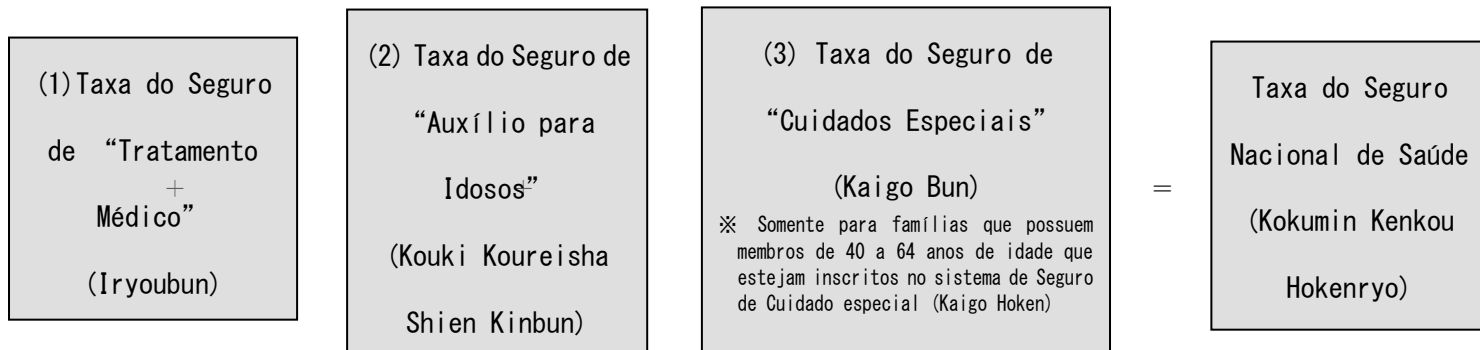 (1)Taxa do Seguro
de “Tratamento
Médico”
(Iryoubun)
+
(2) Taxa do Seguro de
“Auxílio para
Idosos”
(Kouki Koureisha
Shien Kinbun)
+
(3) Taxa do Seguro de
“Cuidados Especiais”
(Kaigo Bun)
※ Somente para famílias que possuem
membros de 40 a 64 anos de idade que
estejam inscritos no sistema de Seguro
de Cuidado especial (Kaigo Hoken)
=
Taxa do Seguro
Nacional de Saúde
(Kokumin Kenkou
Hokenryo)